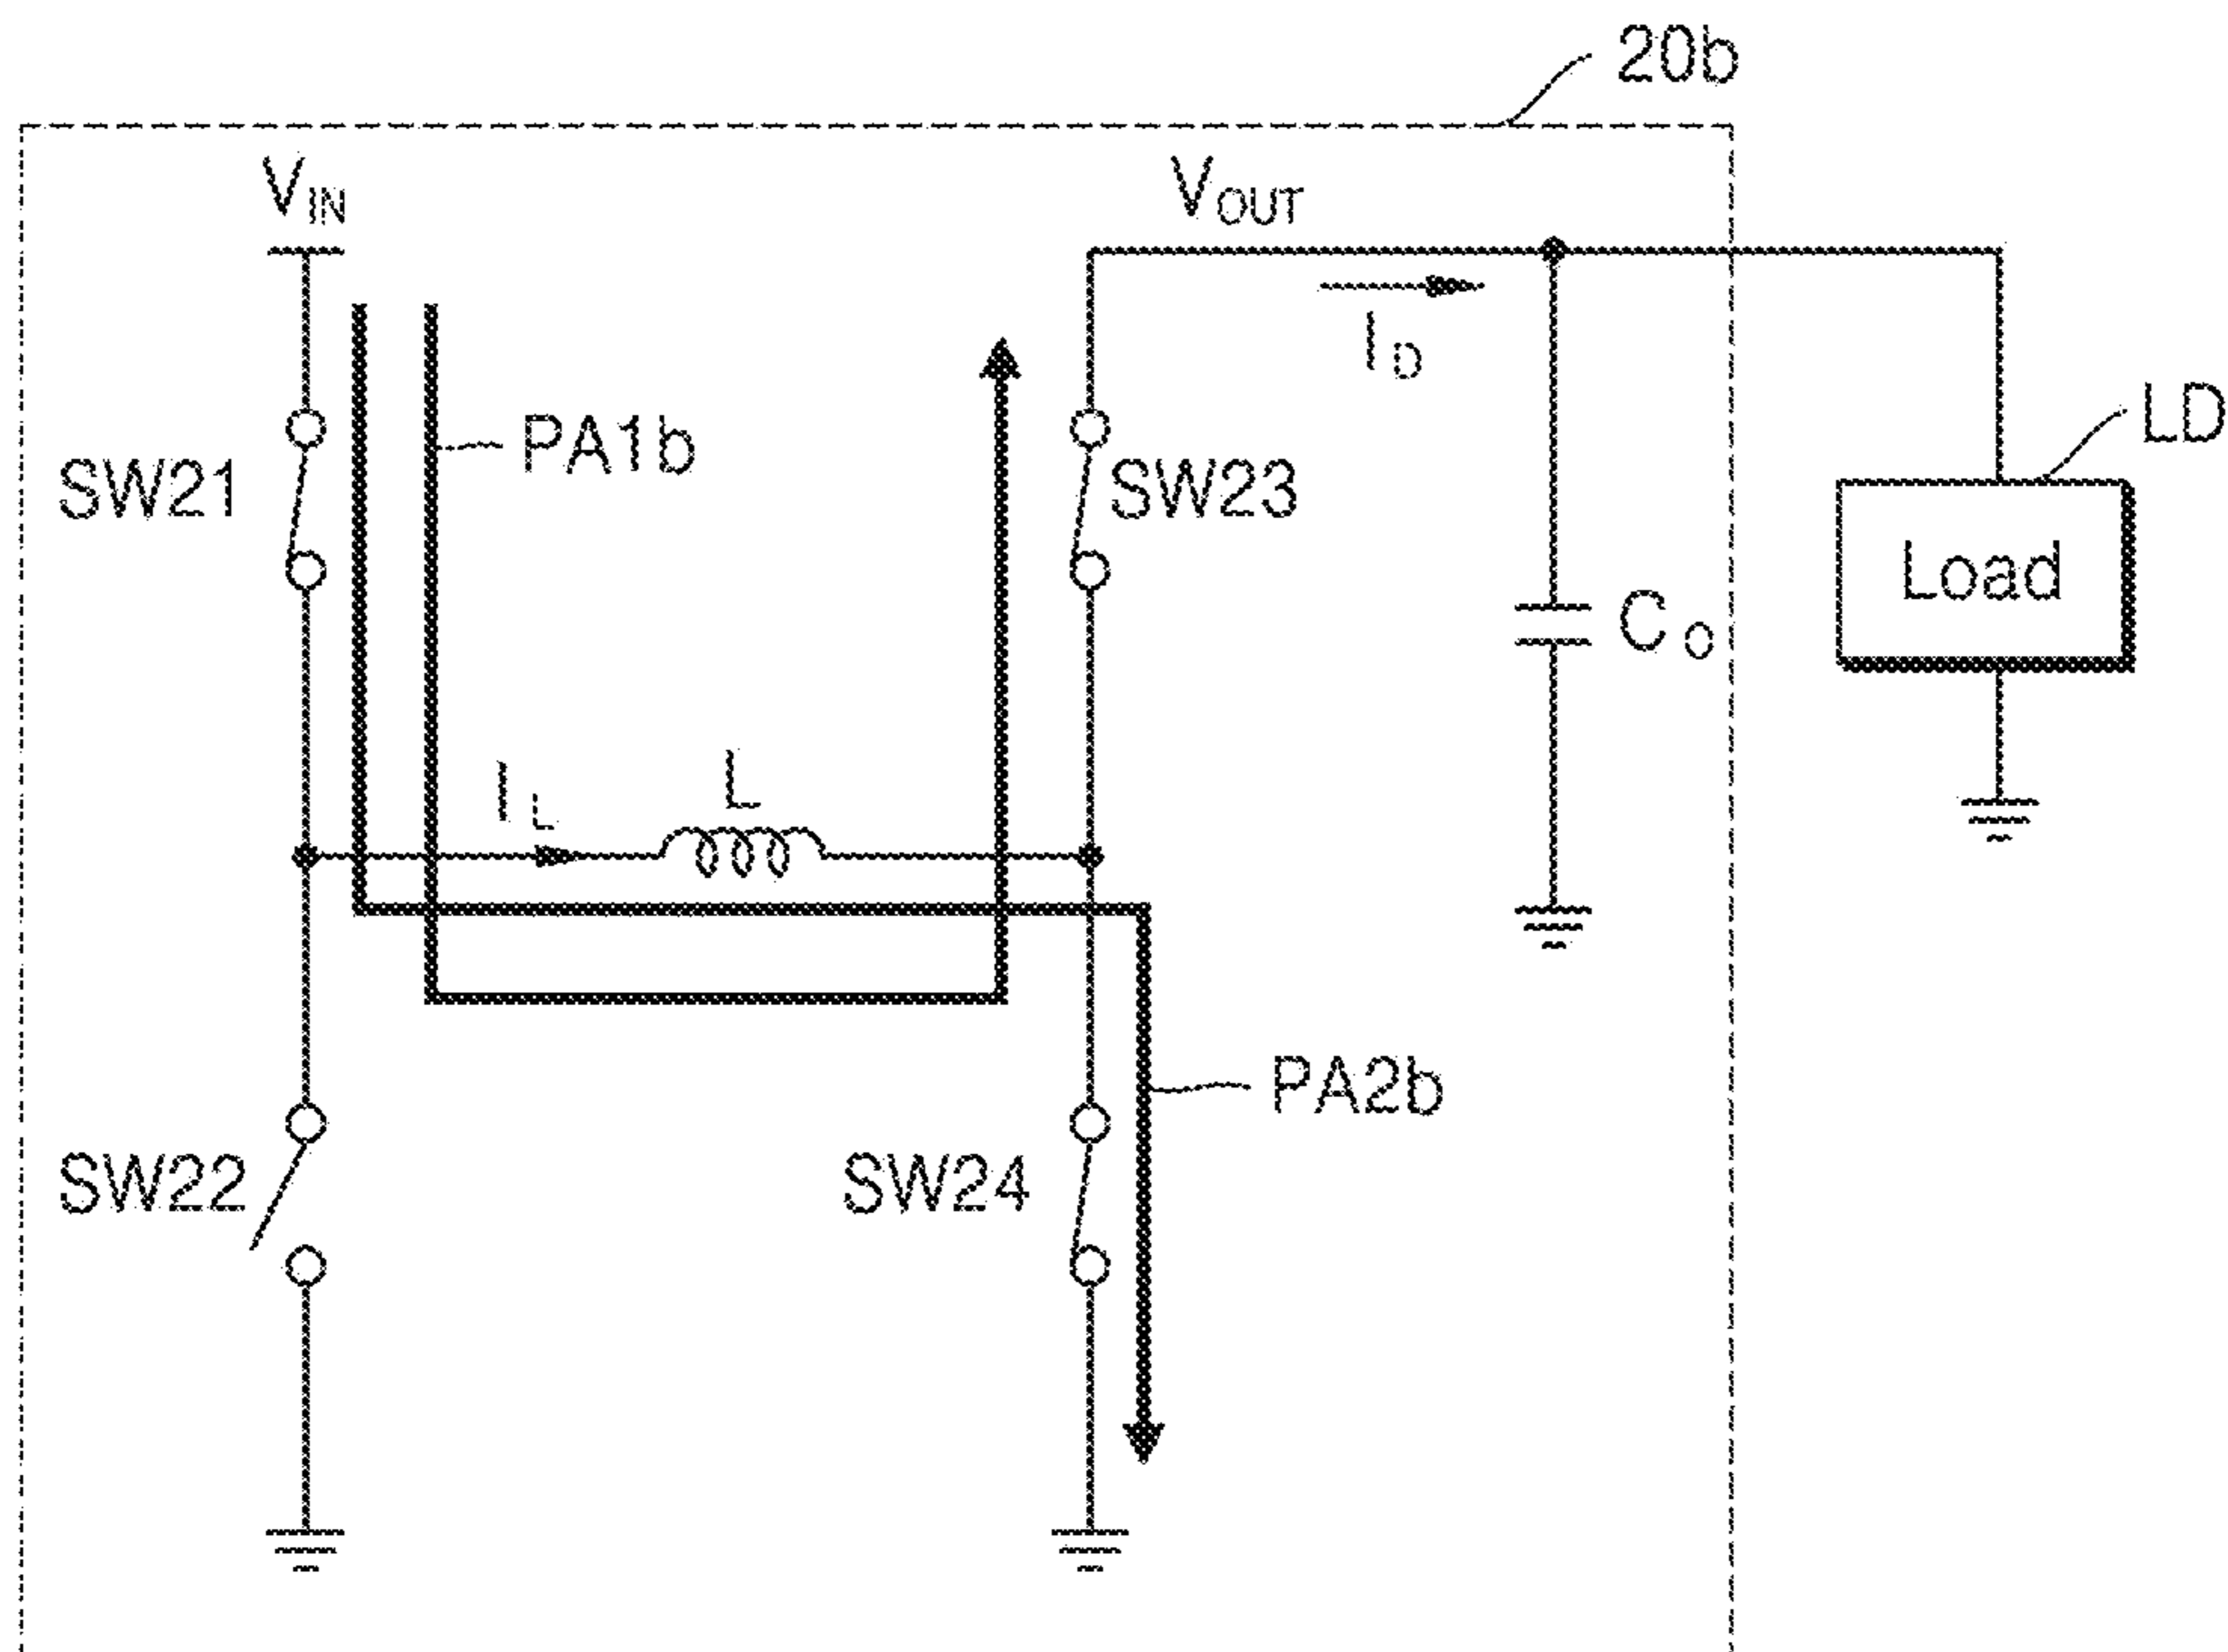 20b
VIN
VOUT
ID
LD
PA1b
SW21
SW23
Load
CO
IL
L
PA2b
SW22
SW24